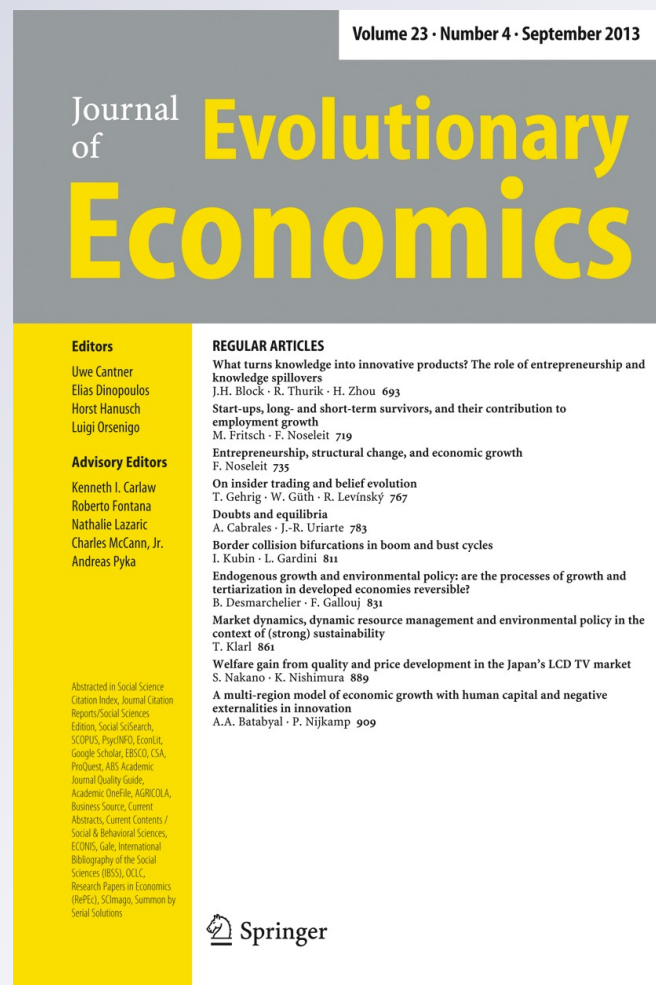 Volume 23 · Number 4 · September 2013
Journal
of
Evolutionary
Economics
Editors
Uwe Cantner
Elias Dinopoulos
Horst Hanusch
Luigi Orsenigo
Advisory Editors
Kenneth I. Carlaw
Roberto Fontana
Nathalie Lazaric
Charles McCann, Jr.
Andreas Pyka
Abstracted in Social Science
Citation Index, Journal Citation
Reports/Social Sciences
Edition, Social SciSearch,
SCOPUS, PsycINFO, EconLit,
Google Scholar, EBSCO, CSA,
ProQuest, ABS Academic
Journal Quality Guide,
Academic OneFile, AGRICOLA,
Business Source, Current
Abstracts, Current Contents /
Social & Behavioral Sciences,
ECONIS, Gale, International
Bibliography of the Social
Sciences (IBSS), OCLC,
Research Papers in Economics
(RePEc), SCImago, Summon by
Serial Solutions
REGULAR ARTICLES
What turns knowledge into innovative products? The role of entrepreneurship and
knowledge spillovers
J.H. Block · R. Thurik · H. Zhou 693
Start-ups, long- and short-term survivors, and their contribution to
employment growth
M. Fritsch · F. Noseleit 719
Entrepreneurship, structural change, and economic growth
F. Noseleit 735
On insider trading and belief evolution
T. Gehrig · W. Güth · R. Levínský 767
Doubts and equilibria
A. Cabrales · J.-R. Uriarte 783
Border collision bifurcations in boom and bust cycles
I. Kubin · L. Gardini 811
Endogenous growth and environmental policy: are the processes of growth and
tertiarization in developed economies reversible?
B. Desmarchelier · F. Gallouj 831
Market dynamics, dynamic resource management and environmental policy in the
context of (strong) sustainability
T. Klarl 861
Welfare gain from quality and price development in the Japan's LCD TV market
S. Nakano · K. Nishimura 889
A multi-region model of economic growth with human capital and negative
externalities in innovation
A.A. Batabyal · P. Nijkamp 909
Springer